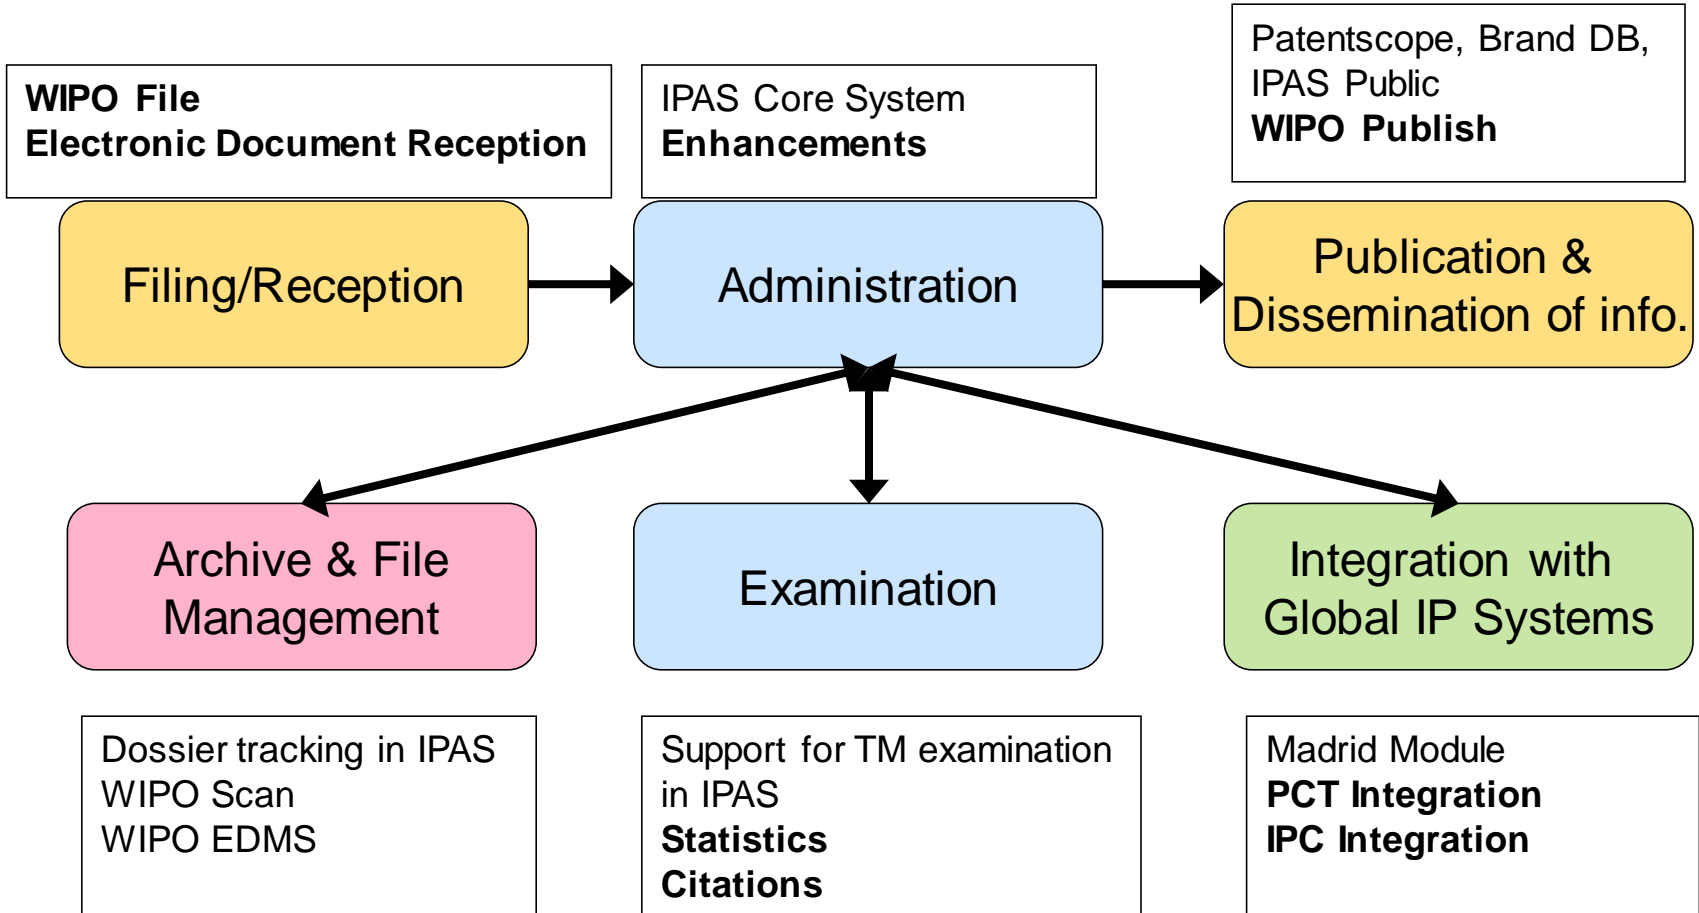 Patentscope, Brand DB,
IPAS Public
WIPO Publish
WIPO File
Electronic Document Reception
IPAS Core System
Enhancements
Filing/Reception
Administration
Publication &
Dissemination of info.
Archive & File
Management
Examination
Integration with
Global IP Systems
Dossier tracking in IPAS
WIPO Scan
WIPO EDMS
Support for TM examination
in IPAS
Statistics
Citations
Madrid Module
PCT Integration
IPC Integration